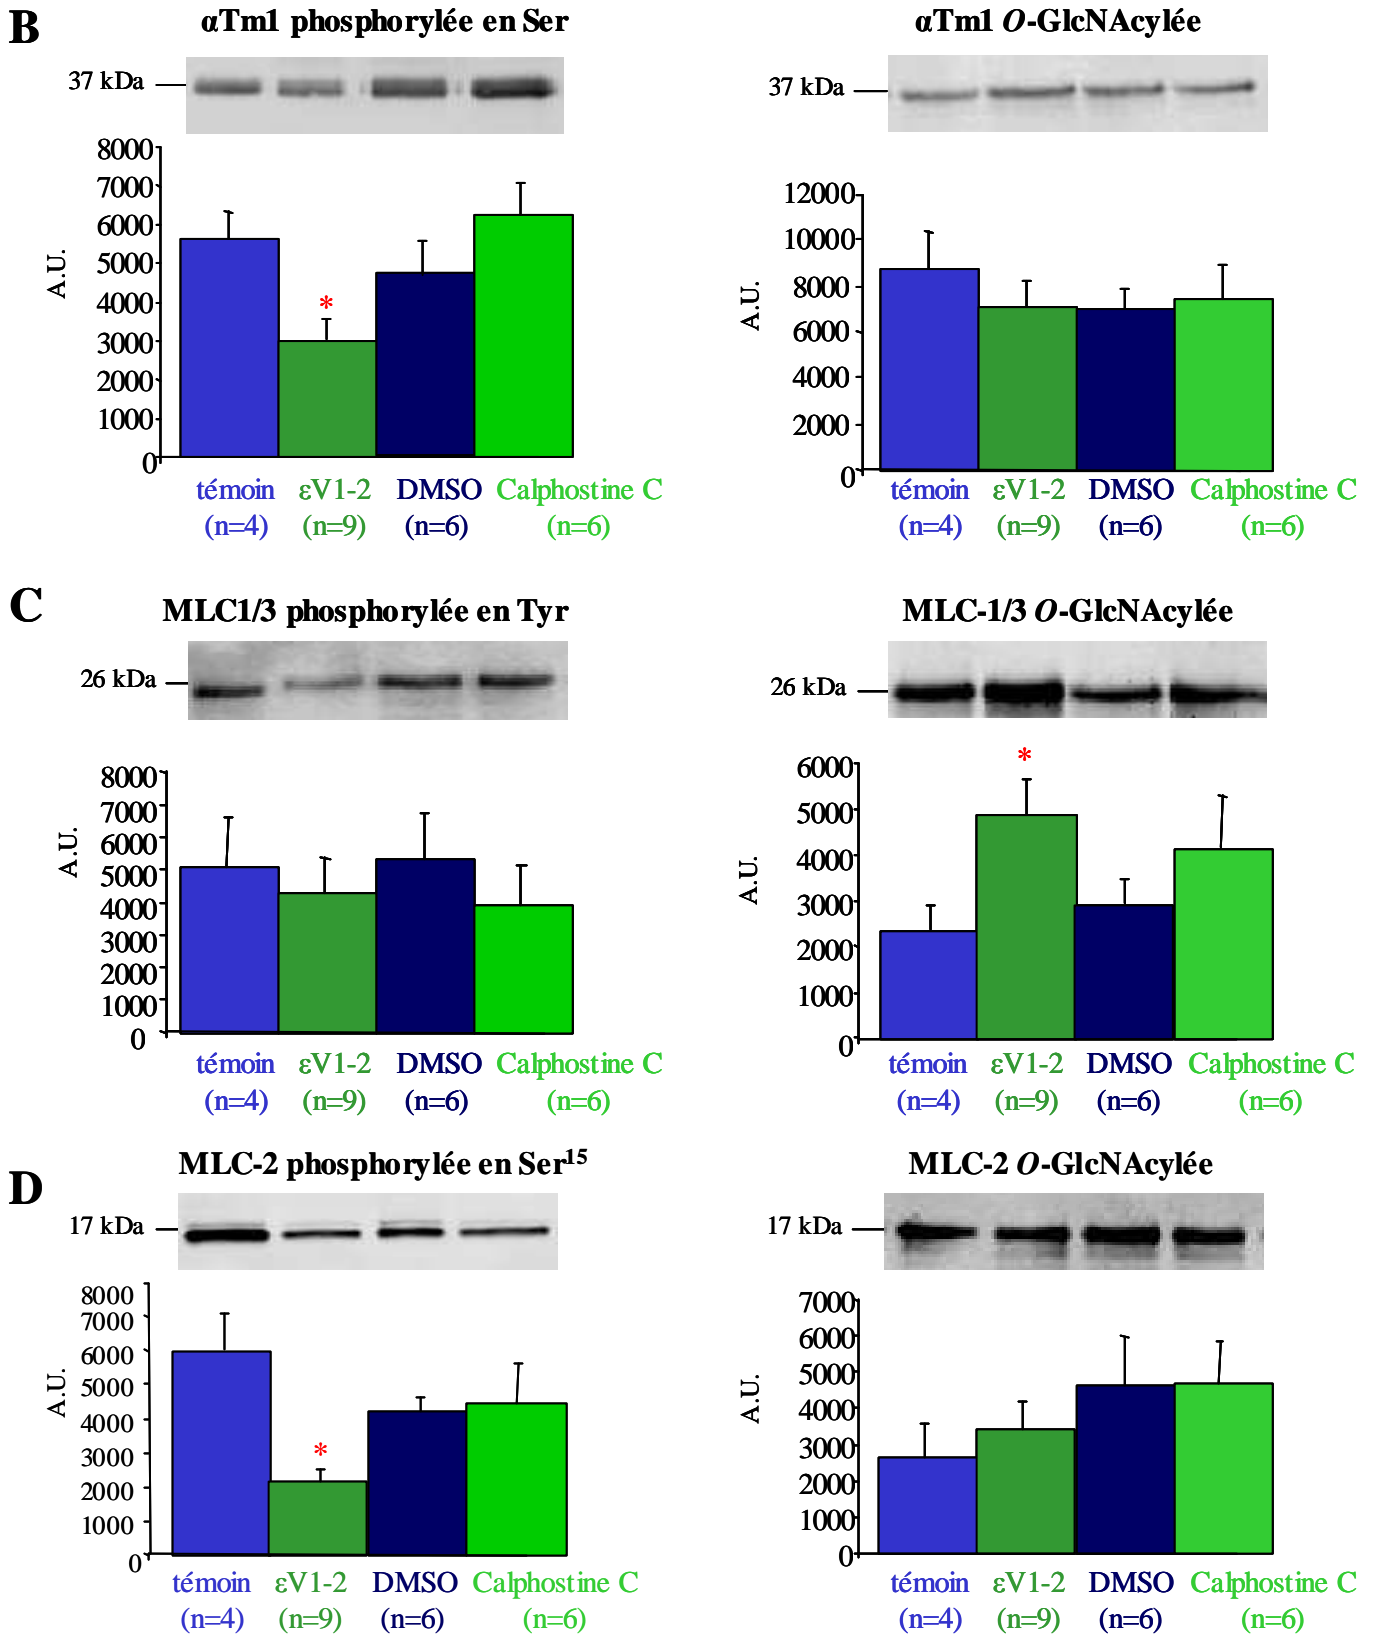 B
αTm1 phosphorylée en Ser
37 kDa
8000
7000
6000
5000
4000
3000
2000
1000
0
A.U.
*
témoin εV1-2 DMSO Calphostine C
(n=4) (n=9) (n=6) (n=6)
αTm1 O-GlcNAcylée
37 kDa
12000
10000
8000
6000
4000
2000
0
A.U.
témoin εV1-2 DMSO Calphostine C
(n=4) (n=9) (n=6) (n=6)
C
MLC1/3 phosphorylée en Tyr
26 kDa
8000
7000
6000
5000
4000
3000
2000
1000
0
A.U.
témoin εV1-2 DMSO Calphostine C
(n=4) (n=9) (n=6) (n=6)
MLC-1/3 O-GlcNAcylée
26 kDa
*
6000
5000
4000
3000
2000
1000
0
A.U.
témoin εV1-2 DMSO Calphostine C
(n=4) (n=9) (n=6) (n=6)
D
MLC-2 phosphorylée en Ser¹⁵
17 kDa
8000
7000
6000
5000
4000
3000
2000
1000
0
A.U.
*
témoin εV1-2 DMSO Calphostine C
(n=4) (n=9) (n=6) (n=6)
MLC-2 O-GlcNAcylée
17 kDa
7000
6000
5000
4000
3000
2000
1000
0
A.U.
témoin εV1-2 DMSO Calphostine C
(n=4) (n=9) (n=6) (n=6)